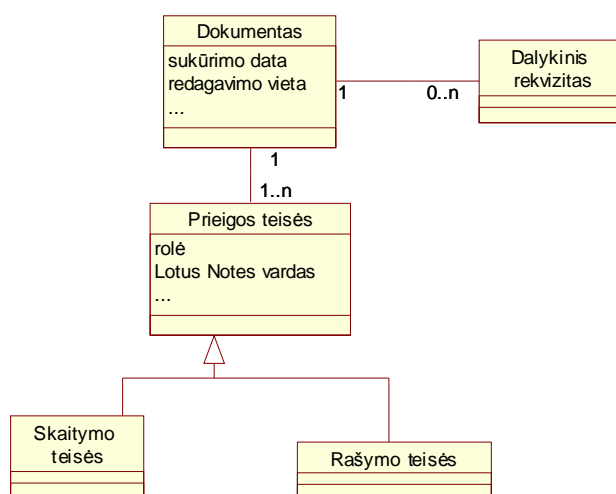 Dokumentas
sukūrimo data
redagavimo vieta
...
Dalykinis
rekvizitas
1
0..n
1
1..n
Prieigos teisės
rolė
Lotus Notes vardas
...
Skaitymo
teisės
Rašymo teisės